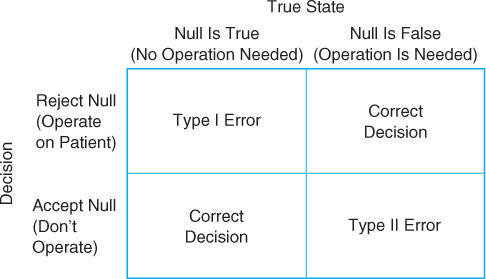 True State
Null Is True
(No Operation Needed)
Null Is False
(Operation Is Needed)
Decision
Reject Null
(Operate
on Patient)
Type I Error
Correct
Decision
Accept Null
(Don't
Operate)
Correct
Decision
Type II Error